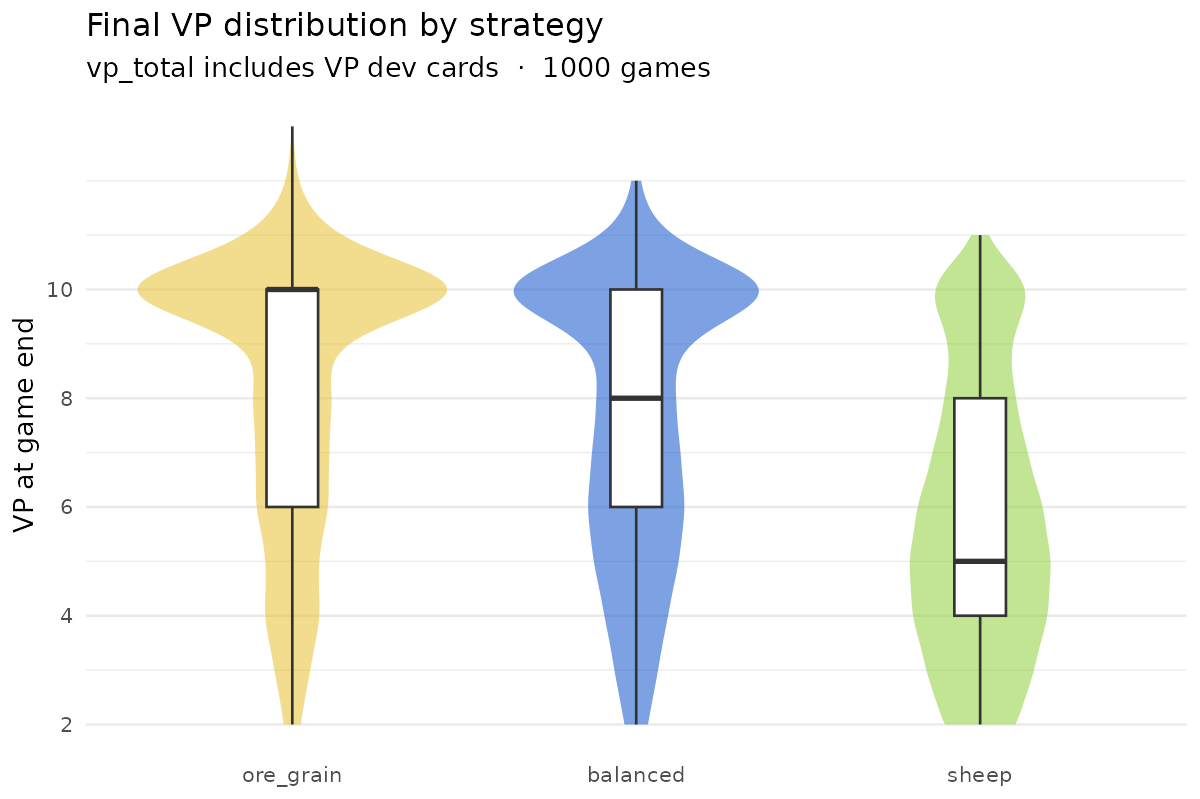 Final VP distribution by strategy
vp_total includes VP dev cards · 1000 games
VP at game end
10
8
6
4
2
ore_grain
balanced
sheep